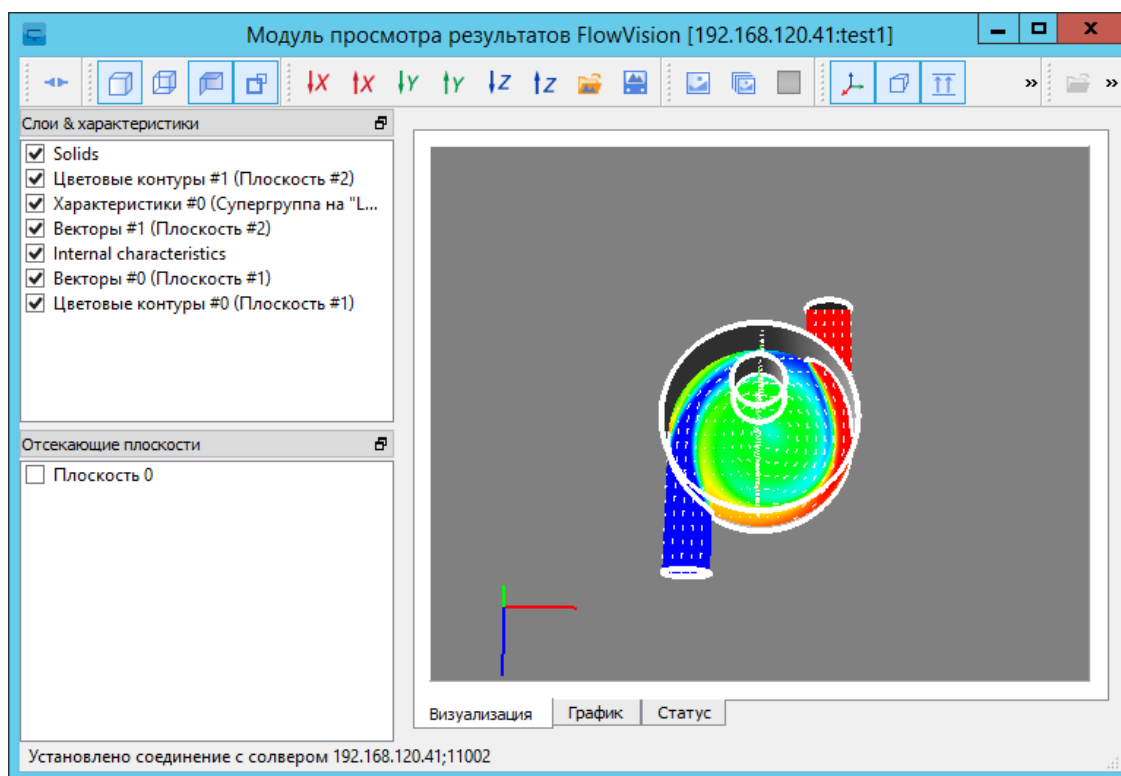 Модуль просмотра результатов FlowVision [192.168.120.41:test1]
X X Y Y Z Z
Слои & характеристики
Solids
Цветовые контуры #1 (Плоскость #2)
Характеристики #0 (Супергруппа на "L...
Векторы #1 (Плоскость #2)
Internal characteristics
Векторы #0 (Плоскость #1)
Цветовые контуры #0 (Плоскость #1)
Отсекающие плоскости
Плоскость 0
Визуализация График Статус
Установлено соединение с солвером 192.168.120.41;11002